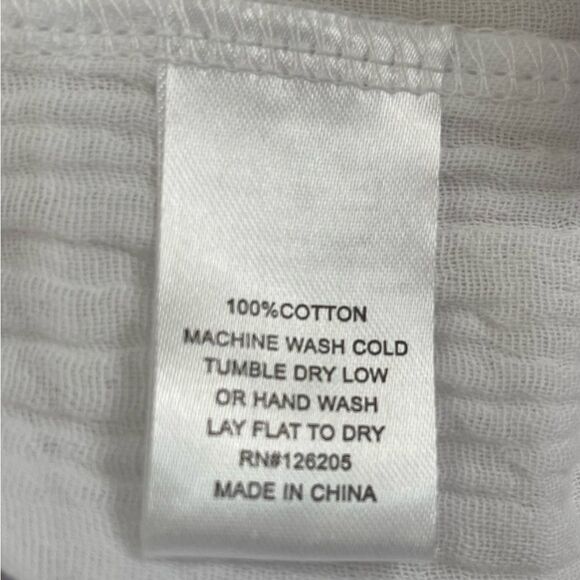 100%COTTON
MACHINE WASH COLD
TUMBLE DRY LOW
OR HAND WASH
LAY FLAT TO DRY
RN#126205
MADE IN CHINA